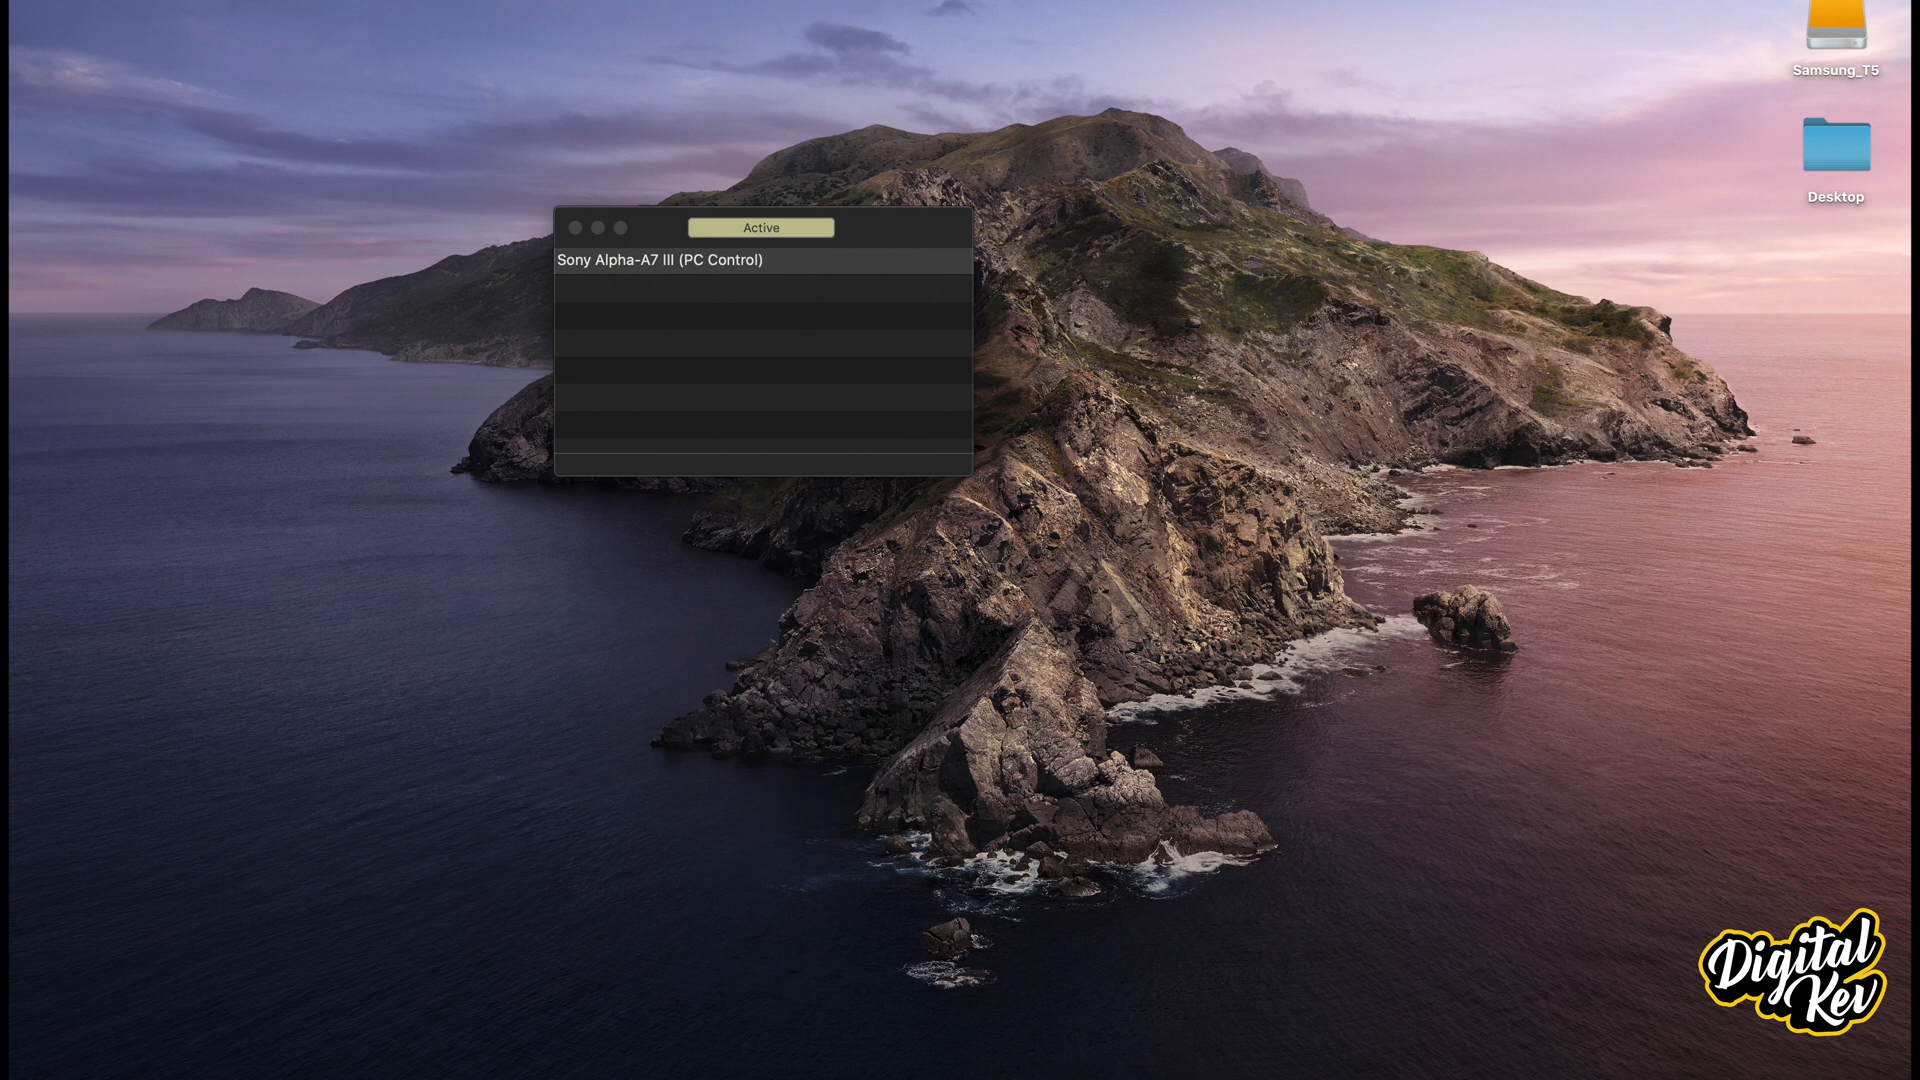 Samsung_T5
Desktop
Active
Sony Alpha-A7 III (PC Control)
Digital
Kev